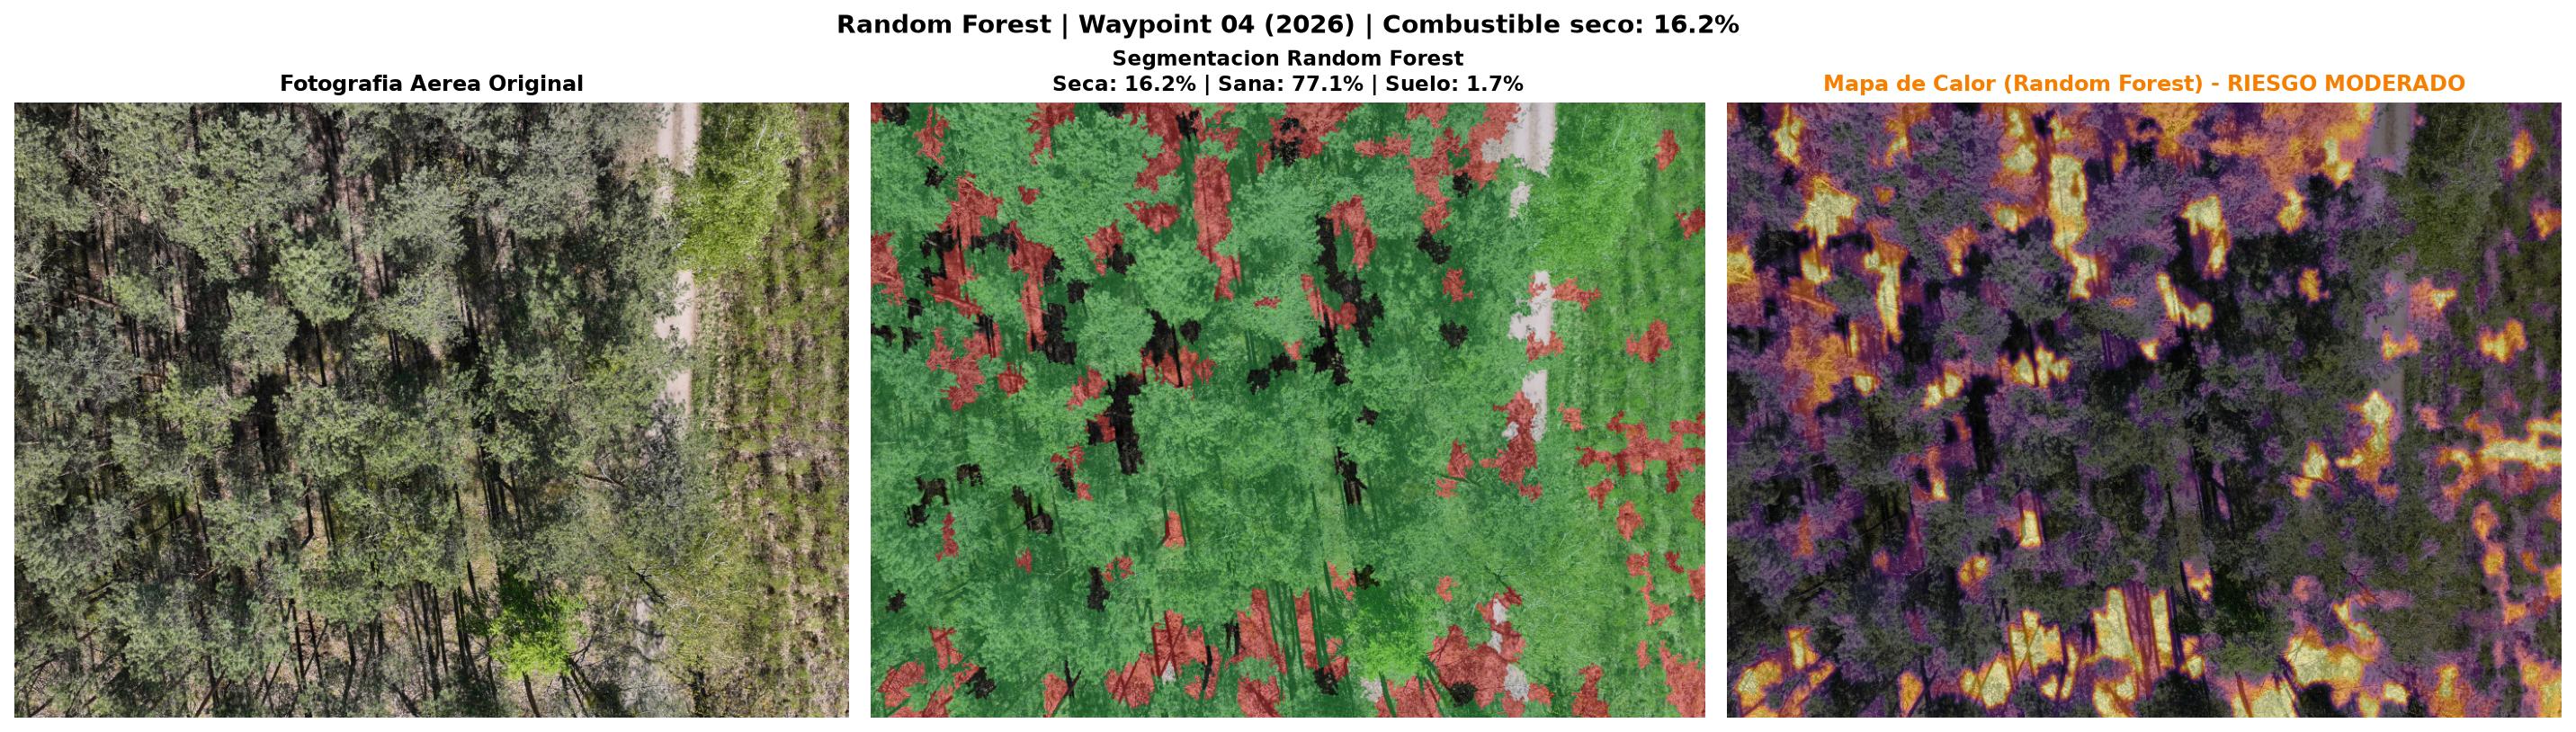 Random Forest | Waypoint 04 (2026) | Combustible seco: 16.2%
Fotografia Aerea Original
Segmentacion Random Forest
Seca: 16.2% | Sana: 77.1% | Suelo: 1.7%
Mapa de Calor (Random Forest) - RIESGO MODERADO